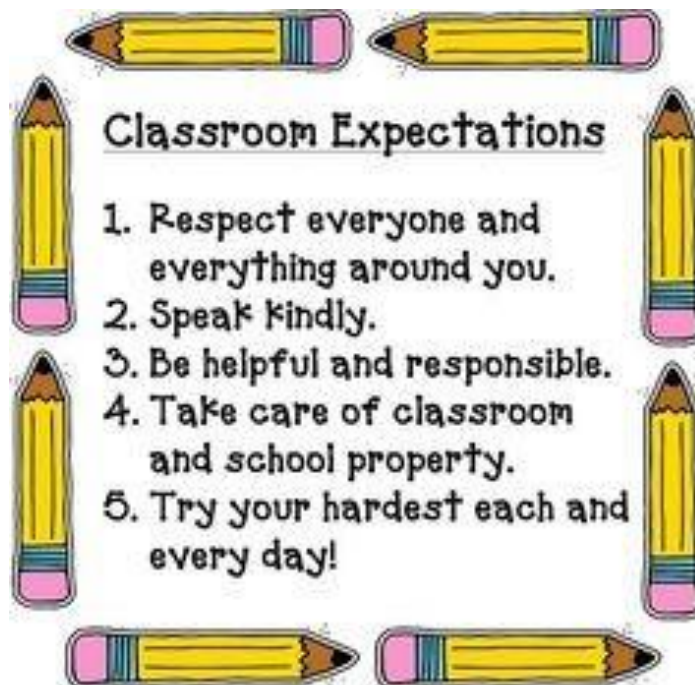 Classroom Expectations
1. Respect everyone and
everything around you.
2. Speak kindly.
3. Be helpful and responsible.
4. Take care of classroom
and school property.
5. Try your hardest each and
every day!